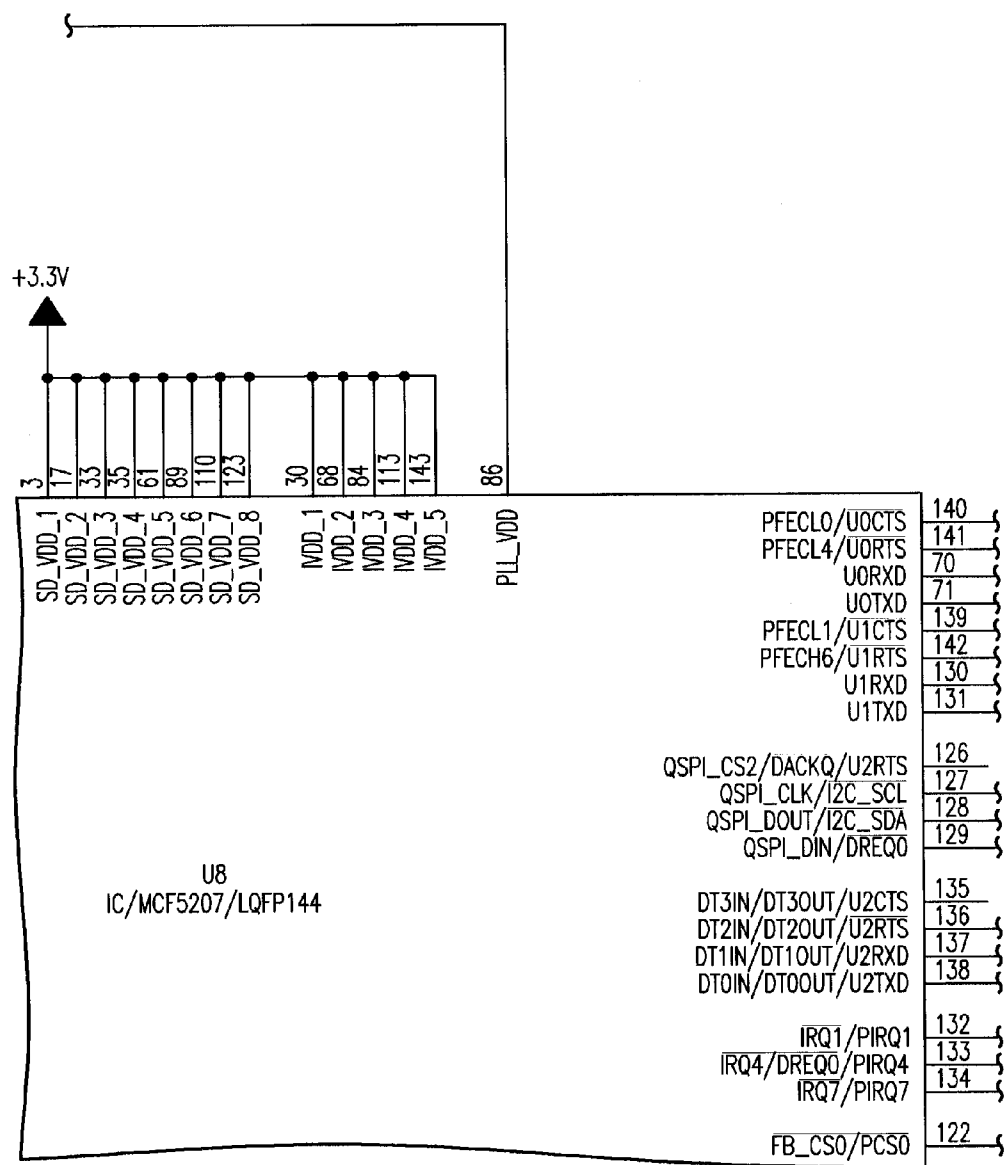 +3.3V
3
17
33
35
61
89
110
123
30
68
84
113
143
86
SD_VDD_1
SD_VDD_2
SD_VDD_3
SD_VDD_4
SD_VDD_5
SD_VDD_6
SD_VDD_7
SD_VDD_8
IVDD_1
IVDD_2
IVDD_3
IVDD_4
IVDD_5
PLL_VDD
PFECL0/U0CTS 140
PFECL4/U0RTS 141
U0RXD 70
U0TXD 71
PFECL1/U1CTS 139
PFECH6/U1RTS 142
U1RXD 130
U1TXD 131
QSPI_CS2/DACKQ/U2RTS 126
QSPI_CLK/I2C_SCL 127
QSPI_DOUT/I2C_SDA 128
QSPI_DIN/DREQ0 129
U8
IC/MCF5207/LQFP144
DT3IN/DT3OUT/U2CTS 135
DT2IN/DT2OUT/U2RTS 136
DT1IN/DT1OUT/U2RXD 137
DT0IN/DT0OUT/U2TXD 138
IRQ1/PIRQ1 132
IRQ4/DREQ0/PIRQ4 133
IRQ7/PIRQ7 134
FB_CS0/PCS0 122